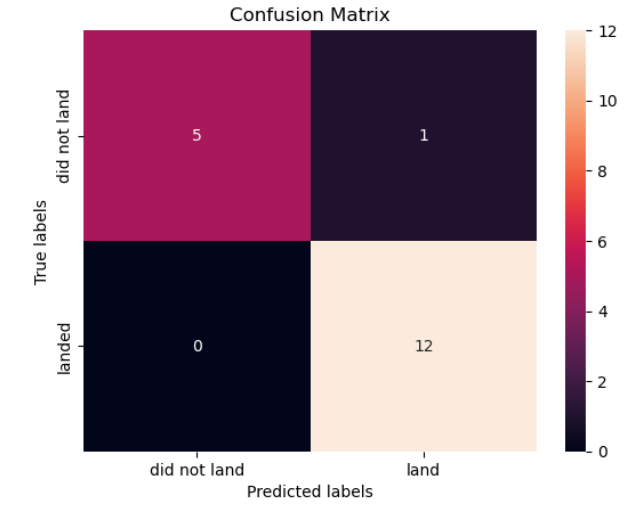 Confusion Matrix
did not land
landed
True labels
5
1
0
12
did not land
land
Predicted labels
12
10
8
6
4
2
0